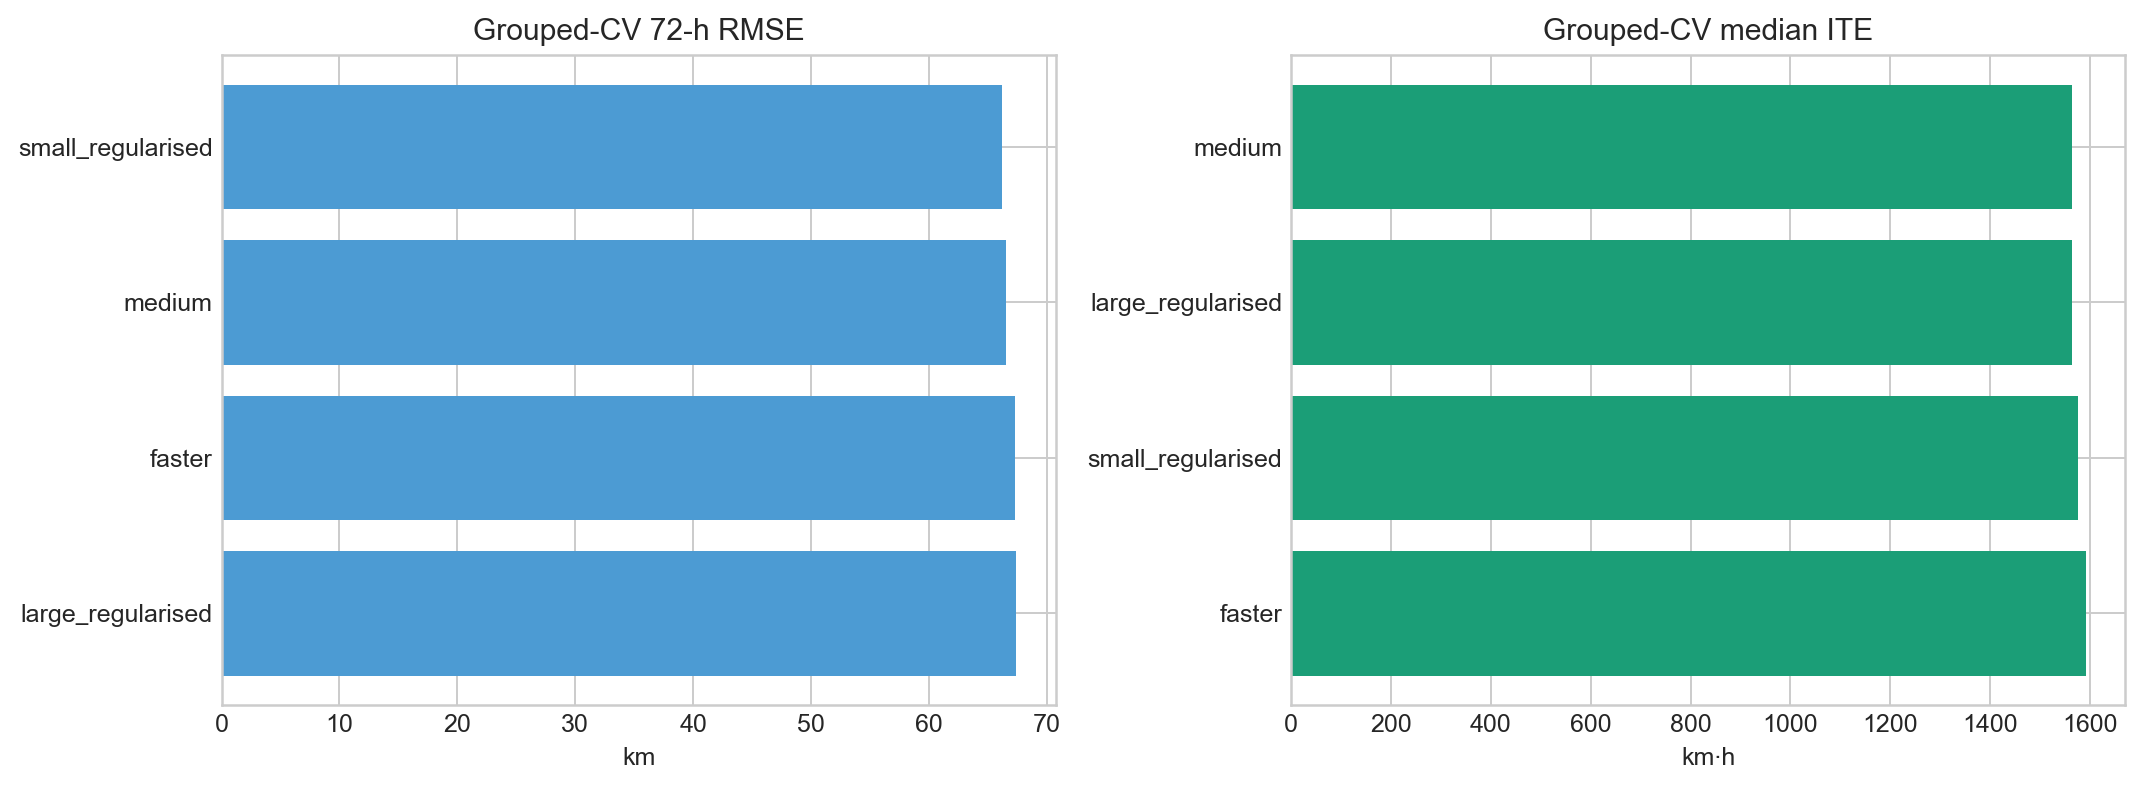 Grouped-CV 72-h RMSE
small_regularised
medium
faster
large_regularised
0 10 20 30 40 50 60 70
km
Grouped-CV median ITE
medium
large_regularised
small_regularised
faster
0 200 400 600 800 1000 1200 1400 1600
km·h